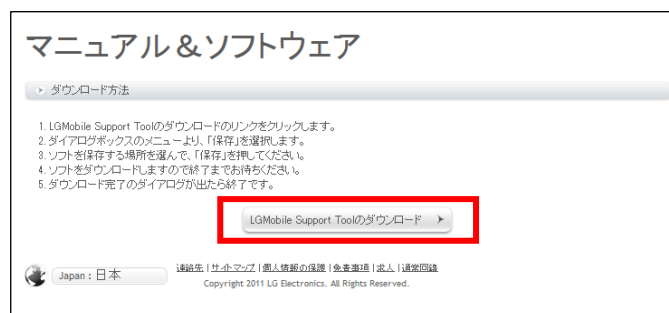 マニュアル＆ソフトウェア
ダウンロード方法
1. LGMobile Support Toolのダウンロードのリンクをクリックします。
2. ダイアログボックスのメニューより、「保存」を選択します。
3. ソフトを保存する場所を選んで、「保存」を押してください。
4. ソフトをダウンロードしますので終了までお待ちください。
5. ダウンロード完了のダイアログが出たら終了です。
LGMobile Support Toolのダウンロード
Japan : 日本
連絡先 | サイトマップ | 個人情報の保護 | 免責事項 | 求人 | 通常回線
Copyright 2011 LG Electronics. All Rights Reserved.